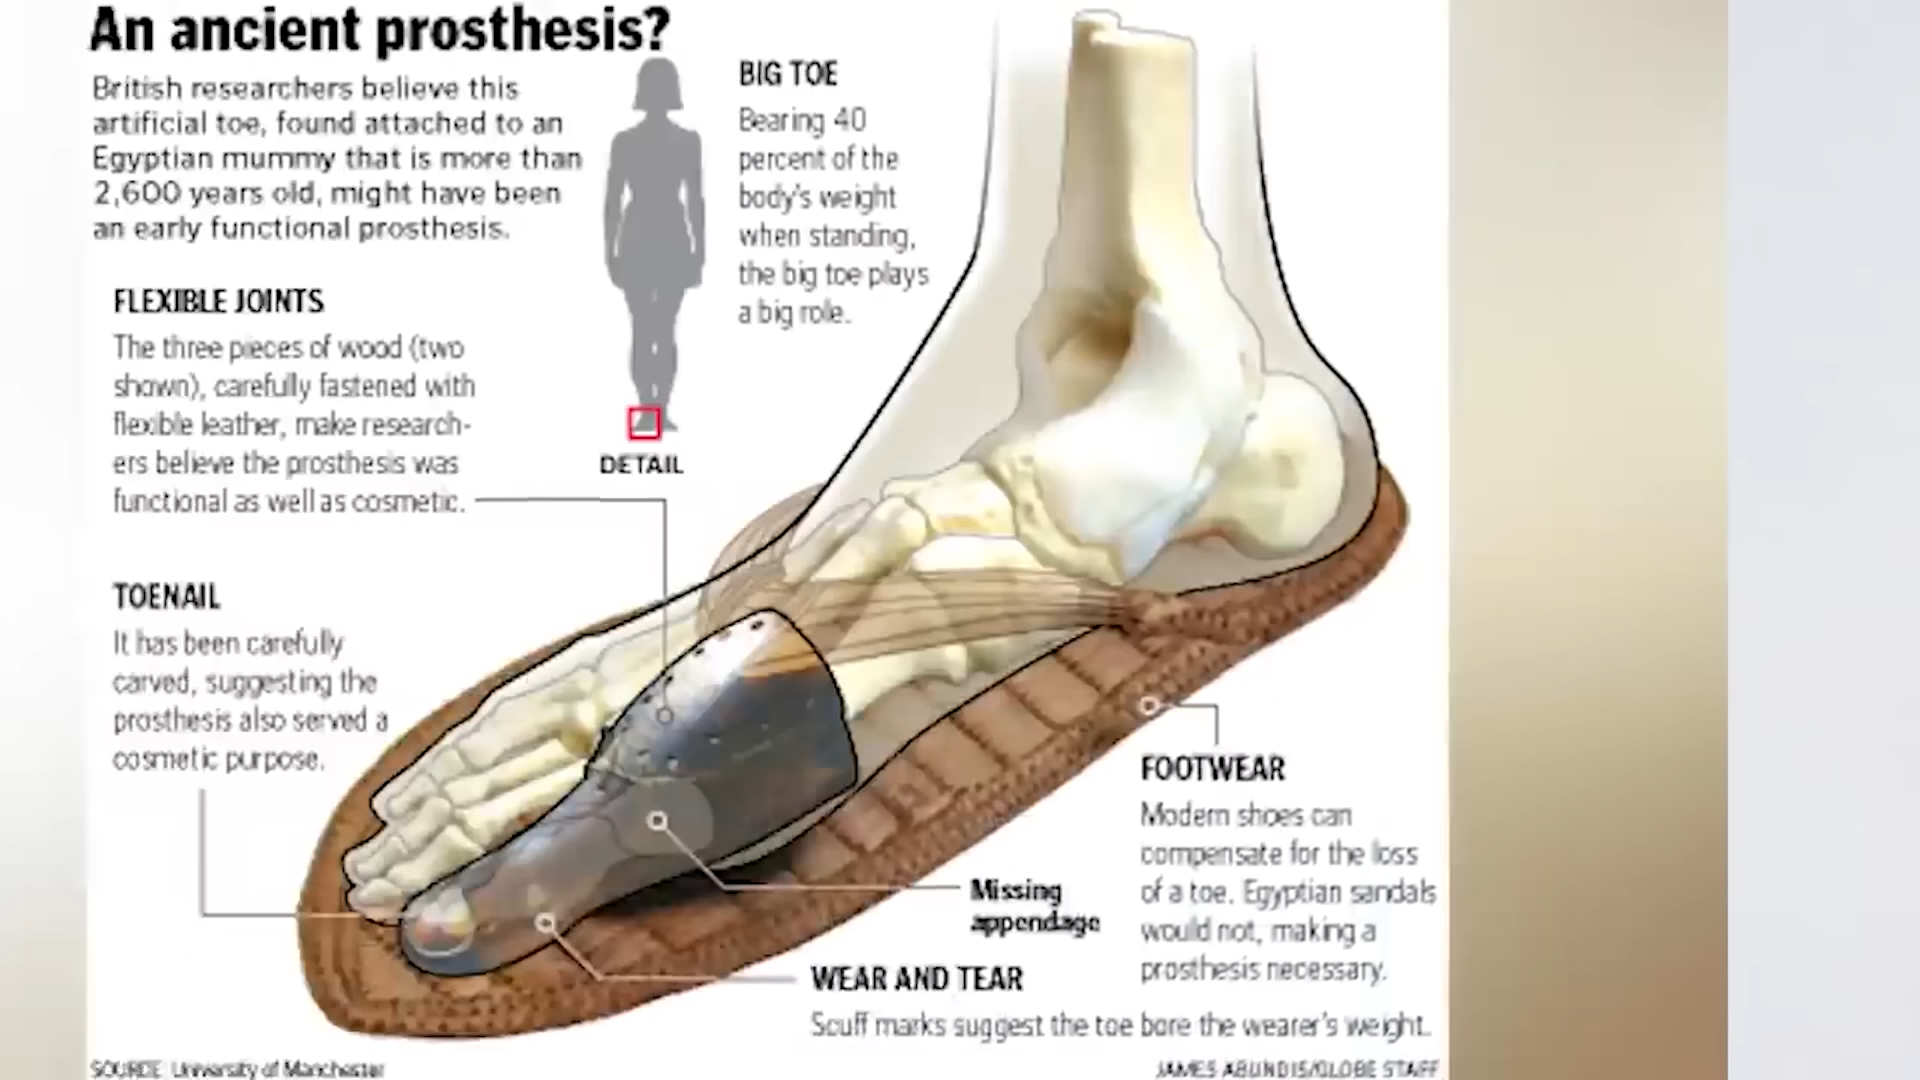 An ancient prosthesis?
British researchers believe this
artificial toe, found attached to an
Egyptian mummy that is more than
2,600 years old, might have been
an early functional prosthesis.
FLEXIBLE JOINTS
The three pieces of wood (two
shown), carefully fastened with
flexible leather, make research-
ers believe the prosthesis was
functional as well as cosmetic.
TOENAIL
It has been carefully
carved, suggesting the
prosthesis also served a
cosmetic purpose.
DETAIL
BIG TOE
Bearing 40
percent of the
body's weight
when standing,
the big toe plays
a big role.
Missing
appendage
WEAR AND TEAR
Scuff marks suggest the toe bore the wearer's weight.
FOOTWEAR
Modern shoes can
compensate for the loss
of a toe. Egyptian sandals
would not, making a
prosthesis necessary.
SOURCE: University of Manchester
JAMES ABUNDIS/GLOBE STAFF